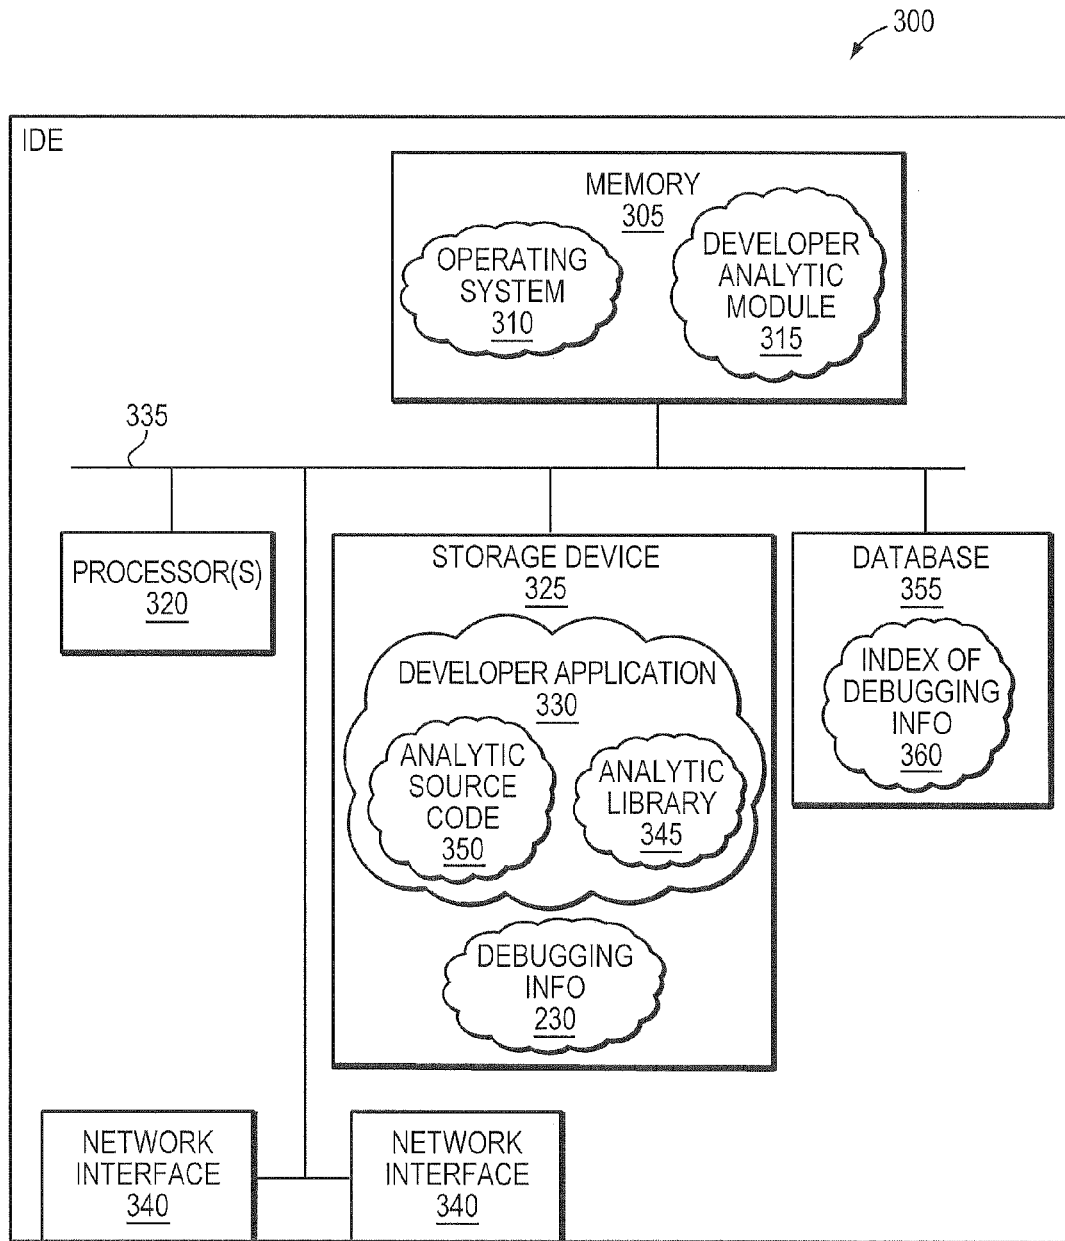 300
IDE
MEMORY
305
OPERATING
SYSTEM
310
DEVELOPER
ANALYTIC
MODULE
315
335
PROCESSOR(S)
320
STORAGE DEVICE
325
DEVELOPER APPLICATION
330
ANALYTIC
SOURCE
CODE
350
ANALYTIC
LIBRARY
345
DEBUGGING
INFO
230
DATABASE
355
INDEX OF
DEBUGGING
INFO
360
NETWORK
INTERFACE
340
NETWORK
INTERFACE
340